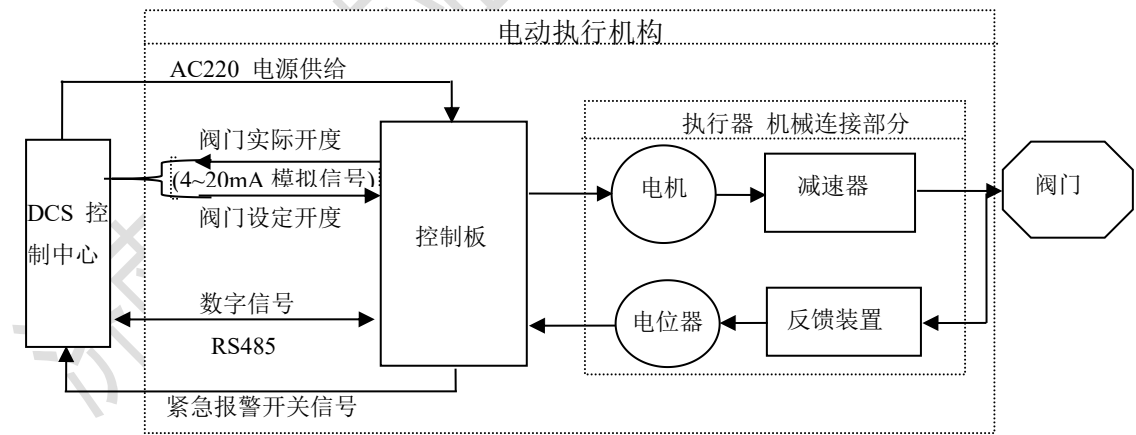 电动执行机构
AC220 电源供给
执行器 机械连接部分
阀门实际开度
(4~20mA 模拟信号)
阀门设定开度
DCS 控
制中心
控制板
电机
减速器
阀门
数字信号
RS485
电位器
反馈装置
紧急报警开关信号